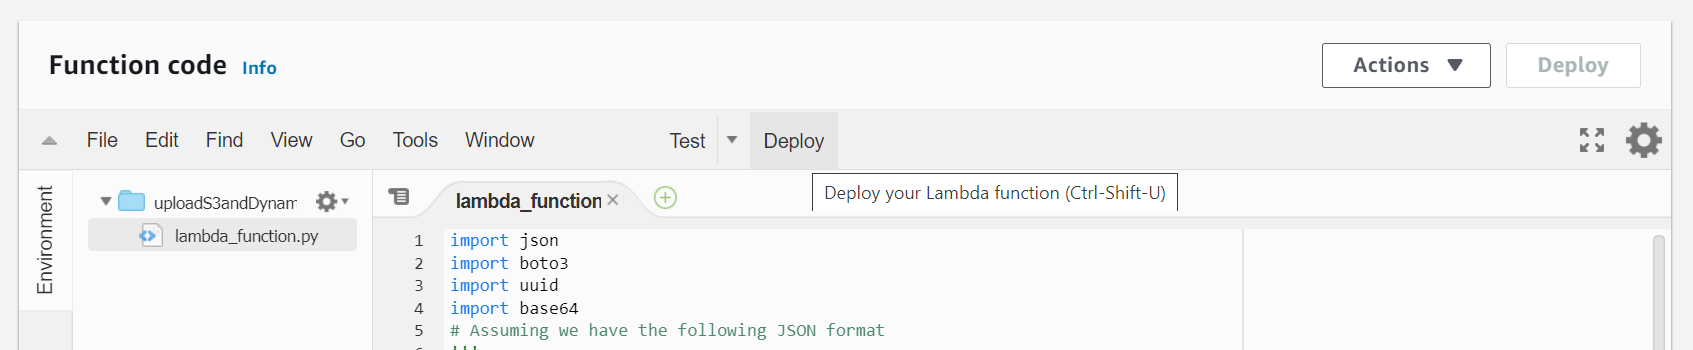 Function code Info
Actions
Deploy
File Edit Find View Go Tools Window Test Deploy
Deploy your Lambda function (Ctrl-Shift-U)
Environment
uploadS3andDynam
lambda_function.py
lambda_function
1 import json
2 import boto3
3 import uuid
4 import base64
5 # Assuming we have the following JSON format
'''